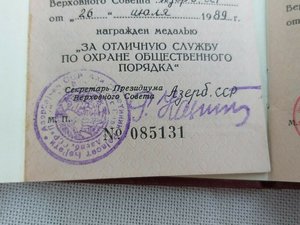 Верховного Совета Азерб. ССР
от "26" июля 1989 г.
награжден медалью
„ЗА ОТЛИЧНУЮ СЛУЖБУ
ПО ОХРАНЕ ОБЩЕСТВЕННОГО
ПОРЯДКА"
Секретарь Президиума
Верховного Совета Азерб. ССР
М. П.
№ 085131